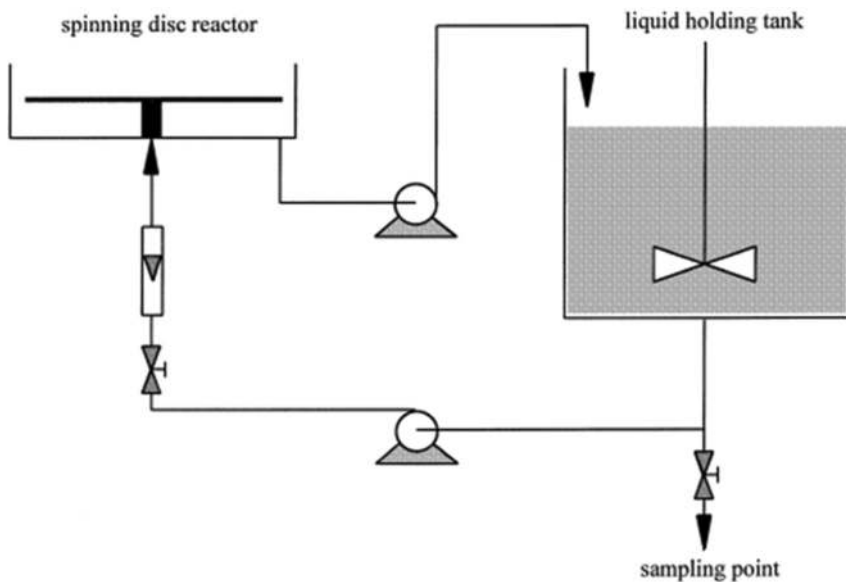 spinning disc reactor
liquid holding tank
sampling point